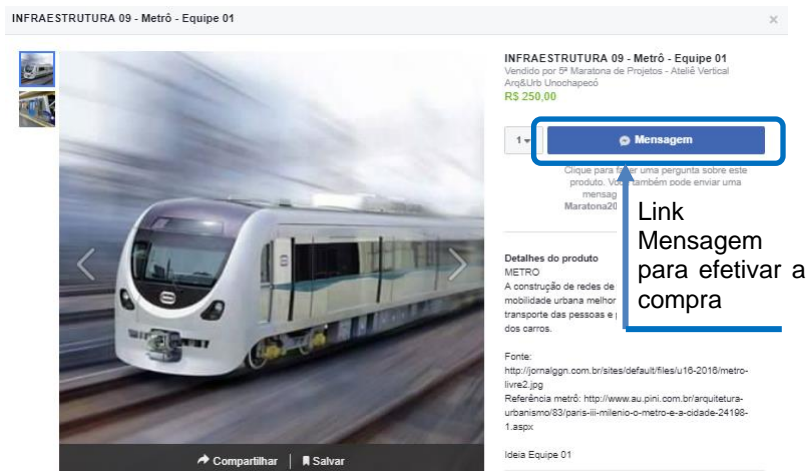 INFRAESTRUTURA 09 - Metrô - Equipe 01
INFRAESTRUTURA 09 - Metrô - Equipe 01
Vendido por 5ª Maratona de Projetos - Ateliê Vertical
Arq&Urb Unochapecó
R$ 250,00
1
Mensagem
Clique para uma pergunta sobre este
produto. também pode enviar uma
Maratona20
Link
Mensagem
para efetivar a
compra
Detalhes do produto
METRO
A construção de redes de
mobilidade urbana melhor
transporte das pessoas e
dos carros.
Fonte:
http://jornalggn.com.br/sites/default/files/u16-2016/metro-
livre2.jpg
Referência metrô: http://www.au.pini.com.br/arquitetura-
urbanismo/83/paris-iii-milenio-o-metro-e-a-cidade-24198-
1.aspx
Ideia Equipe 01
Compartilhar
Salvar